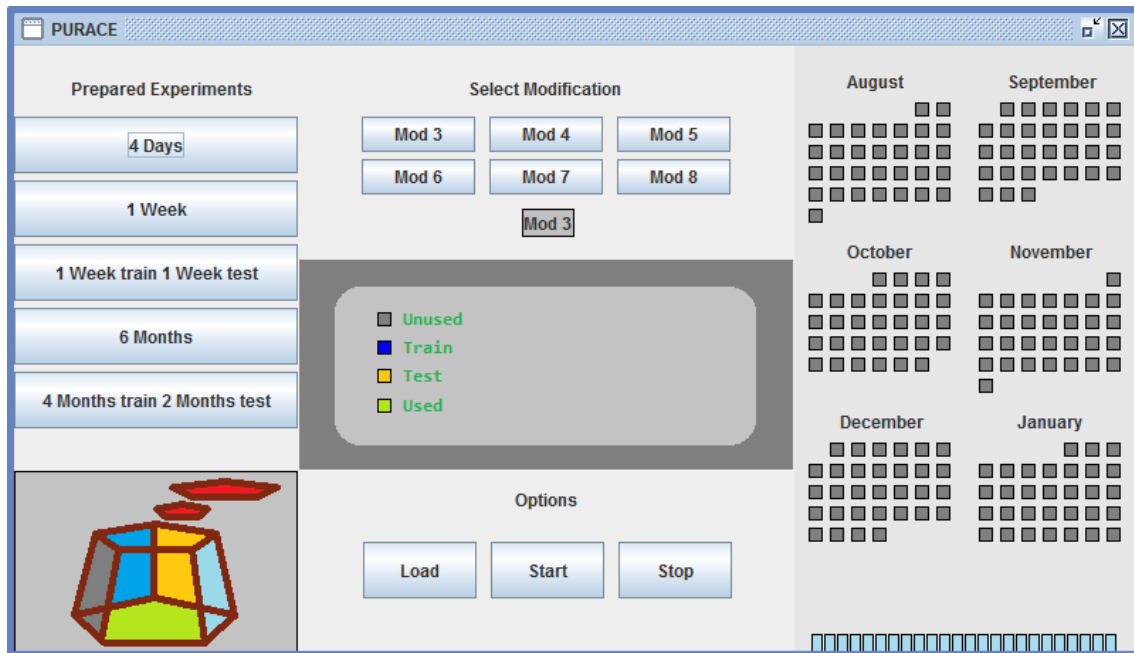 PURACE
Prepared Experiments
4 Days
1 Week
1 Week train 1 Week test
6 Months
4 Months train 2 Months test
Select Modification
Mod 3 Mod 4 Mod 5
Mod 6 Mod 7 Mod 8
Mod 3
Unused
Train
Test
Used
Options
Load Start Stop
August September
October November
December January